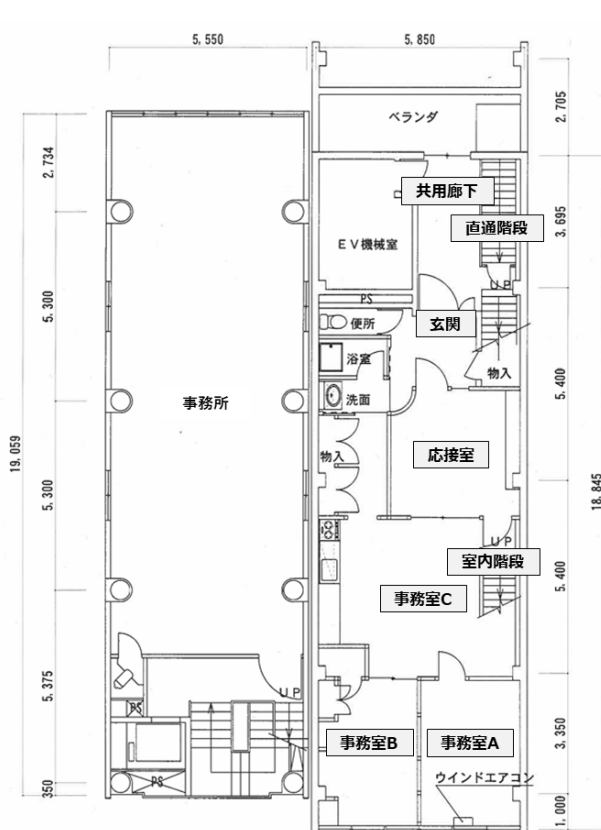 5,550
5,850
ベランダ
2,705
2,734
共用廊下
直通階段
3,695
EV機械室
UP
PS
5,300
便所
玄関
浴室
物入
洗面
事務所
5,400
19,059
物入
応接室
18,845
5,300
UP
室内階段
事務室C
5,400
5,375
UP
PS
事務室B
事務室A
3,350
ウインドエアコン
PS
350
1,000